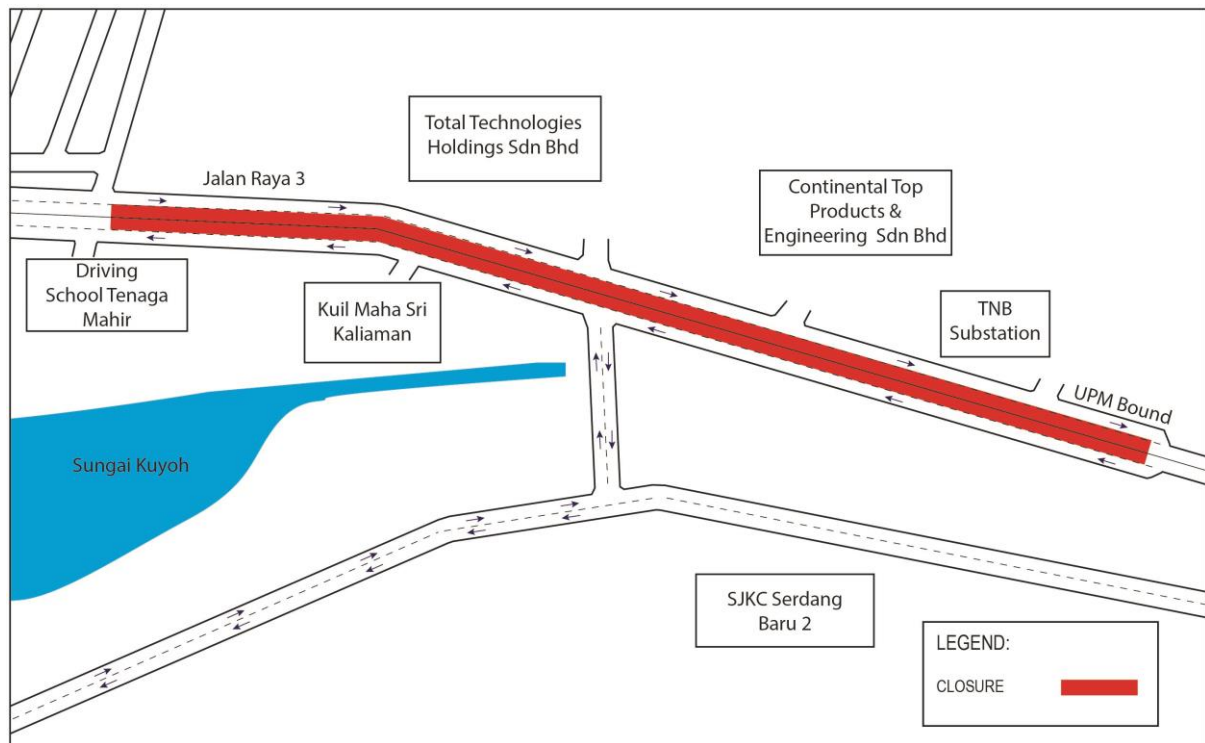 Total Technologies
Holdings Sdn Bhd
Jalan Raya 3
Continental Top
Products &
Engineering Sdn Bhd
Driving
School Tenaga
Mahir
Kuil Maha Sri
Kaliaman
TNB
Substation
UPM Bound
Sungai Kuyoh
SJKC Serdang
Baru 2
LEGEND:
CLOSURE